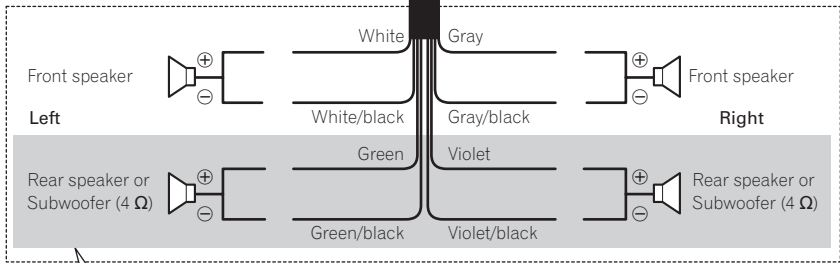 White
Gray
⊕
⊕
Front speaker
Front speaker
⊖
⊖
Left
White/black
Gray/black
Right
Green
Violet
⊕
⊕
Rear speaker or
Subwoofer (4 Ω)
Rear speaker or
Subwoofer (4 Ω)
⊖
⊖
Green/black
Violet/black